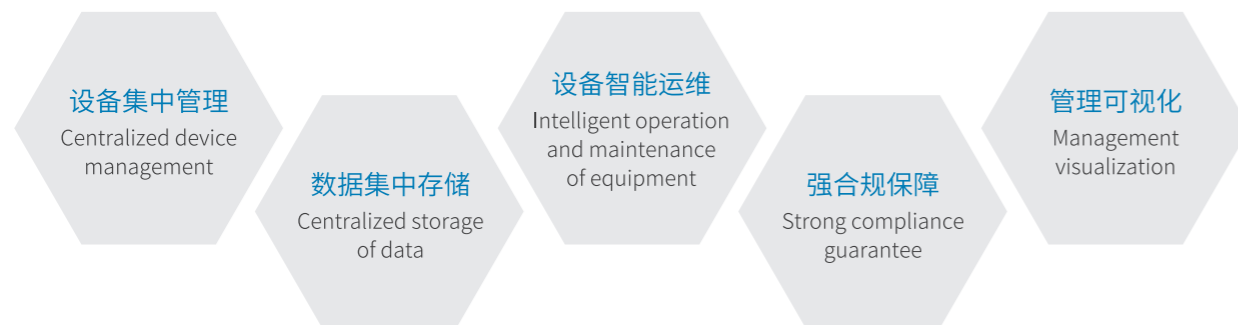 设备集中管理
Centralized device
management
数据集中存储
Centralized storage
of data
设备智能运维
Intelligent operation
and maintenance
of equipment
强合规保障
Strong compliance
guarantee
管理可视化
Management
visualization